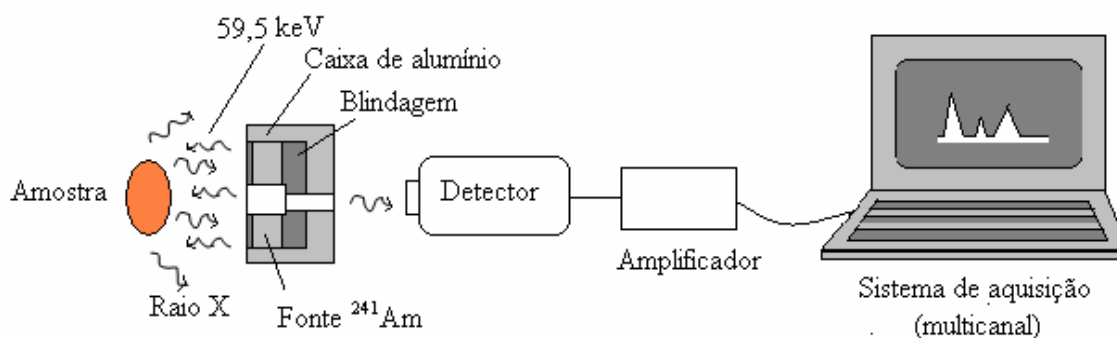 59,5 keV
Caixa de alumínio
Blindagem
Amostra
Detector
Amplificador
Raio X
Fonte ²⁴¹Am
Sistema de aquisição
(multicanal)